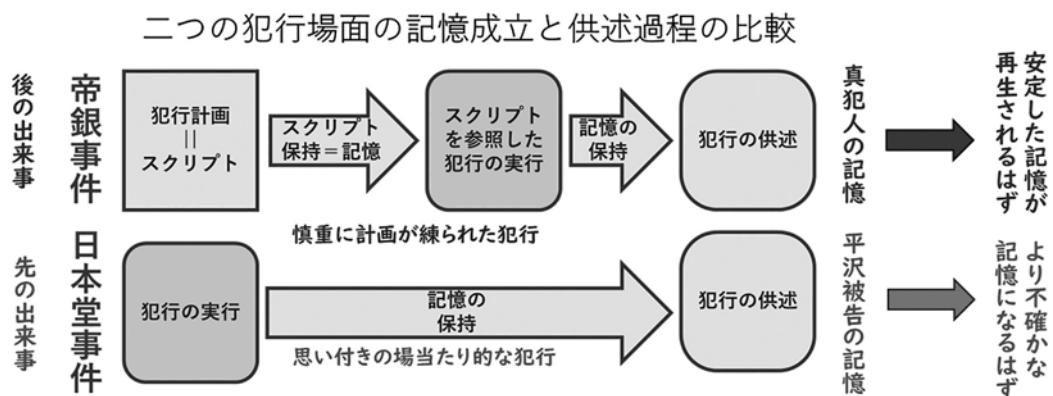 二つの犯行場面の記憶成立と供述過程の比較
後の出来事
帝銀事件
犯行計画
||
スクリプト
スクリプト
保持＝記憶
スクリプト
を参照した
犯行の実行
記憶の
保持
犯行の供述
真犯人の記憶
安定した記憶が
再生されるはず
慎重に計画が練られた犯行
先の出来事
日本堂事件
犯行の実行
記憶の
保持
思い付きの場当たり的な犯行
犯行の供述
平沢被告の記憶
より不確かな
記憶になるはず